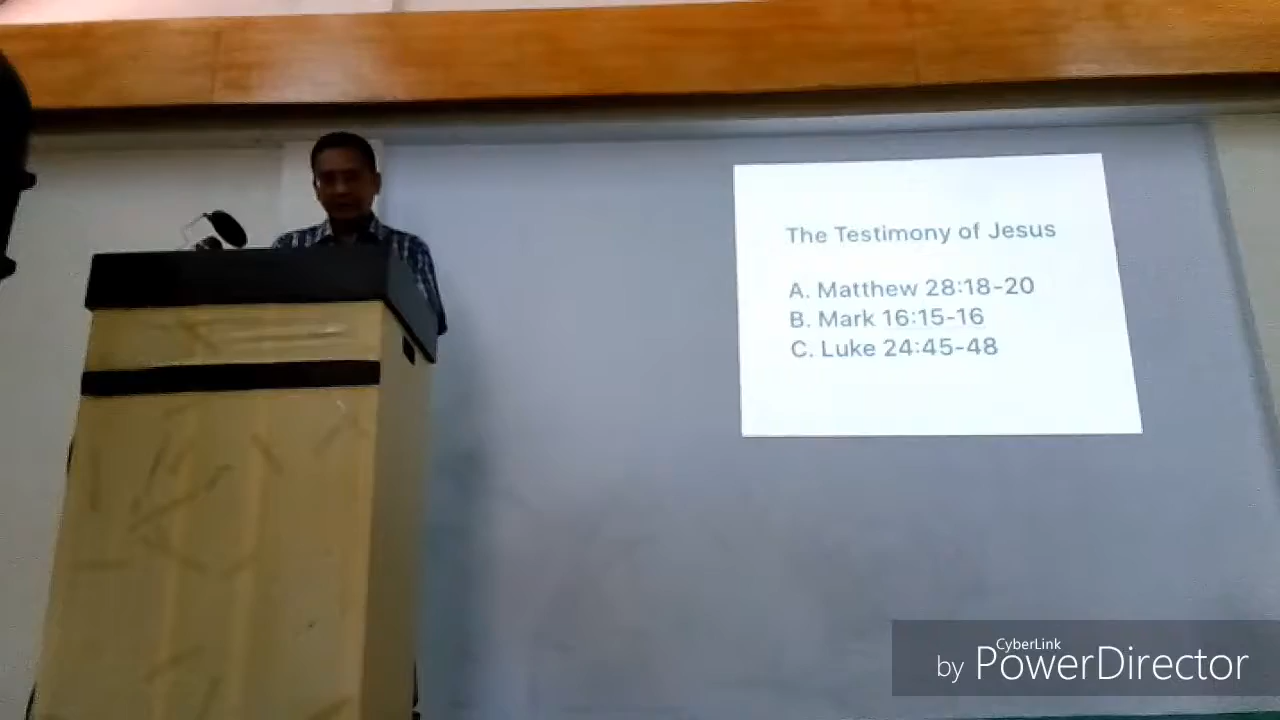 The Testimony of Jesus
A. Matthew 28:18-20
B. Mark 16:15-16
C. Luke 24:45-48
CyberLink
by PowerDirector